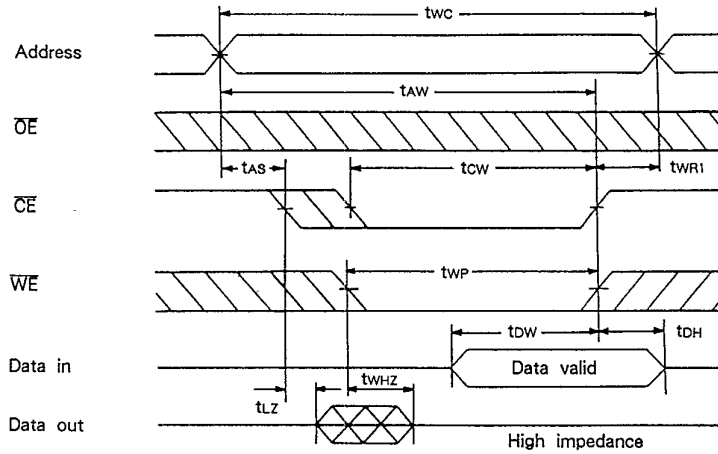 tWC
Address
tAW
OE
tAS
tCW
tWR1
CE
tWP
WE
tDW
tDH
Data in
Data valid
tWHZ
tLZ
Data out
High impedance